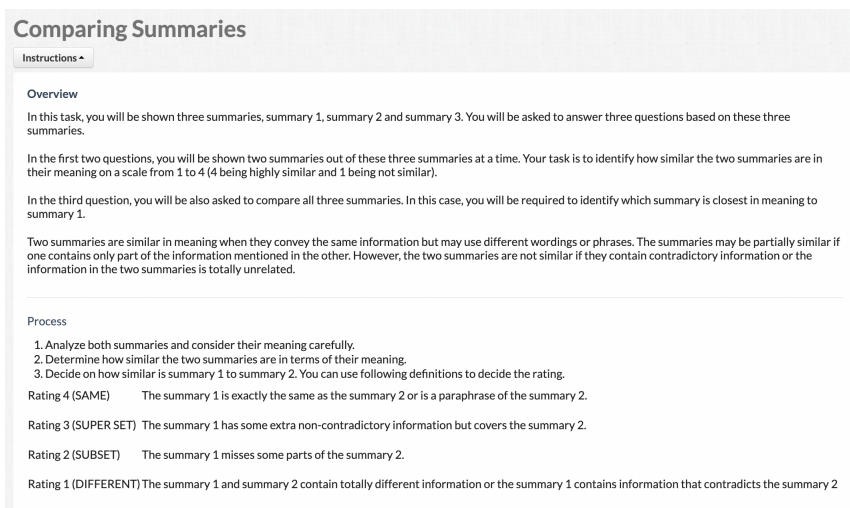 Comparing Summaries
Instructions
Overview
In this task, you will be shown three summaries, summary 1, summary 2 and summary 3. You will be asked to answer three questions based on these three
summaries.
In the first two questions, you will be shown two summaries out of these three summaries at a time. Your task is to identify how similar the two summaries are in
their meaning on a scale from 1 to 4 (4 being highly similar and 1 being not similar).
In the third question, you will be also asked to compare all three summaries. In this case, you will be required to identify which summary is closest in meaning to
summary 1.
Two summaries are similar in meaning when they convey the same information but may use different wordings or phrases. The summaries may be partially similar if
one contains only part of the information mentioned in the other. However, the two summaries are not similar if they contain contradictory information or the
information in the two summaries is totally unrelated.
Process
1. Analyze both summaries and consider their meaning carefully.
2. Determine how similar the two summaries are in terms of their meaning.
3. Decide on how similar is summary 1 to summary 2. You can use following definitions to decide the rating.
Rating 4 (SAME) The summary 1 is exactly the same as the summary 2 or is a paraphrase of the summary 2.
Rating 3 (SUPER SET) The summary 1 has some extra non-contradictory information but covers the summary 2.
Rating 2 (SUBSET) The summary 1 misses some parts of the summary 2.
Rating 1 (DIFFERENT) The summary 1 and summary 2 contain totally different information or the summary 1 contains information that contradicts the summary 2